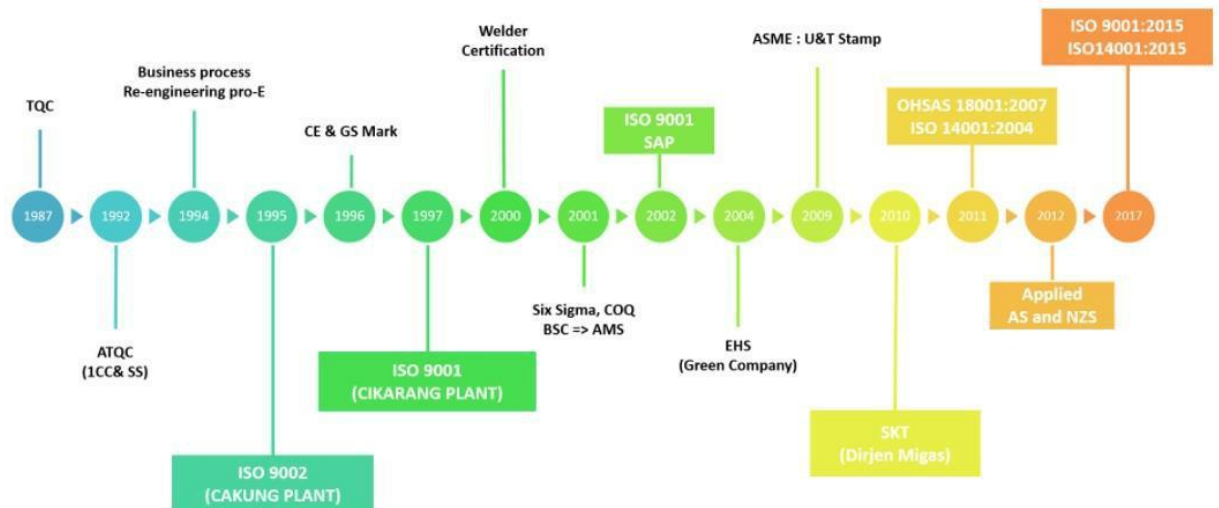 TQC
1987
1992
ATQC
(1CC& SS)
Business process
Re-engineering pro-E
1994
1995
ISO 9002
(CAKUNG PLANT)
CE & GS Mark
1996
1997
ISO 9001
(CIKARANG PLANT)
Welder
Certification
2000
2001
Six Sigma, COQ
BSC => AMS
ISO 9001
SAP
2002
2004
EHS
(Green Company)
ASME : U&T Stamp
2009
2010
SKT
(Dirjen Migas)
OHSAS 18001:2007
ISO 14001:2004
2011
2012
Applied
AS and NZS
ISO 9001:2015
ISO14001:2015
2017